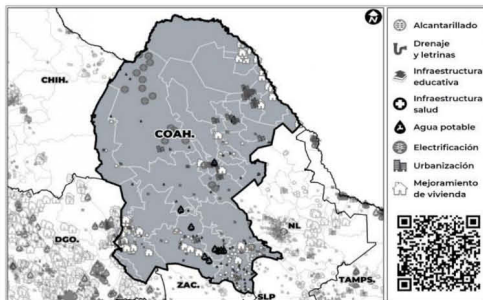 N
CHIH.
COAH.
DGO.
NL
ZAC.
SLP
TAMPS.
Alcantarillado
Drenaje
y letrinas
Infraestructura
educativa
Infraestructura
salud
Agua potable
Electrificación
Urbanización
Mejoramiento
de vivienda